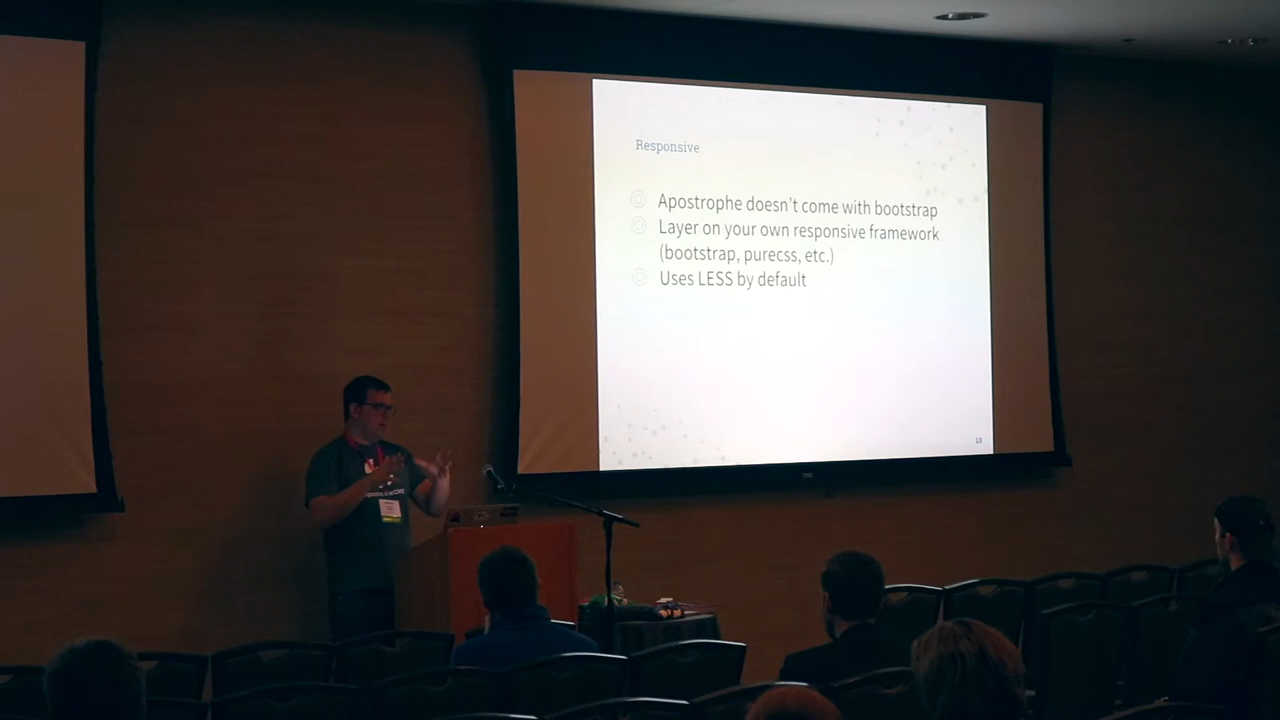 Responsive
Apostrophe doesn't come with bootstrap
Layer on your own responsive framework
(bootstrap, purecss, etc.)
Uses LESS by default
18